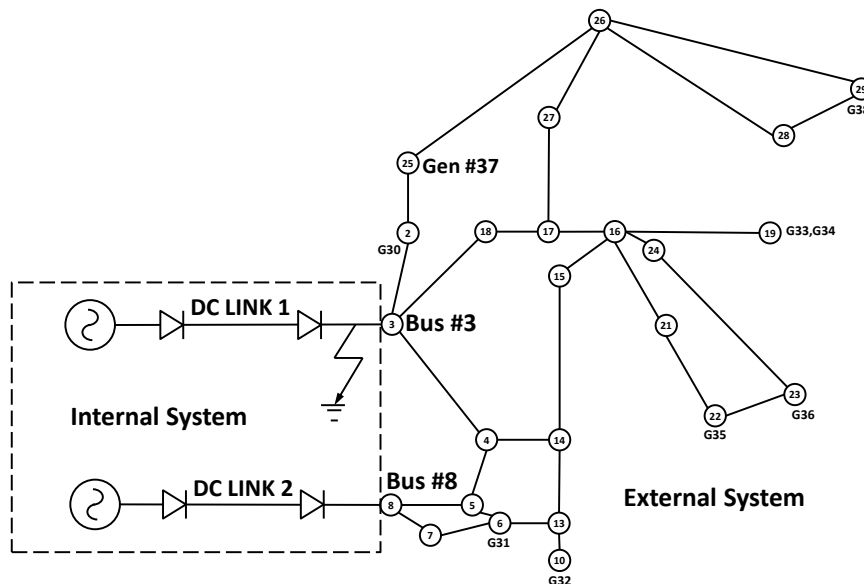 26
29
G38
27
28
25
Gen #37
2
G30
18
17
16
19
G33,G34
24
15
DC LINK 1
3
Bus #3
21
Internal System
23
G36
22
G35
4
14
Bus #8
DC LINK 2
8
5
External System
6
13
G31
7
10
G32